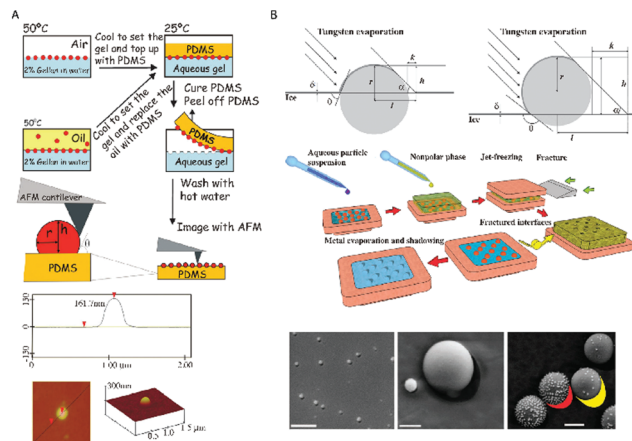 A
50°C
Air
2% Gellan in water
Cool to set the
gel and top up
with PDMS
25°C
PDMS
Aqueous gel
Cure PDMS
Peel off PDMS
50°C
Oil
2% Gellan in water
Cool to set the
gel and replace the
oil with PDMS
PDMS
Aqueous gel
Wash with
hot water
Image with AFM
AFM cantilever
r
h
θ
PDMS
PDMS
130
161.7nm
0
-130
0
1.00
2.00
μm
300nm
0.5
1.0
1.5 μm
B
Tungsten evaporation
k
r
h
α
δ
Ice
θ
l
Tungsten evaporation
k
r
h
α
δ
Ice
θ
l
Aqueous particle
suspension
Nonpolar phase
Jet-freezing
Fracture
Metal evaporation and shadowing
Fractured interfaces